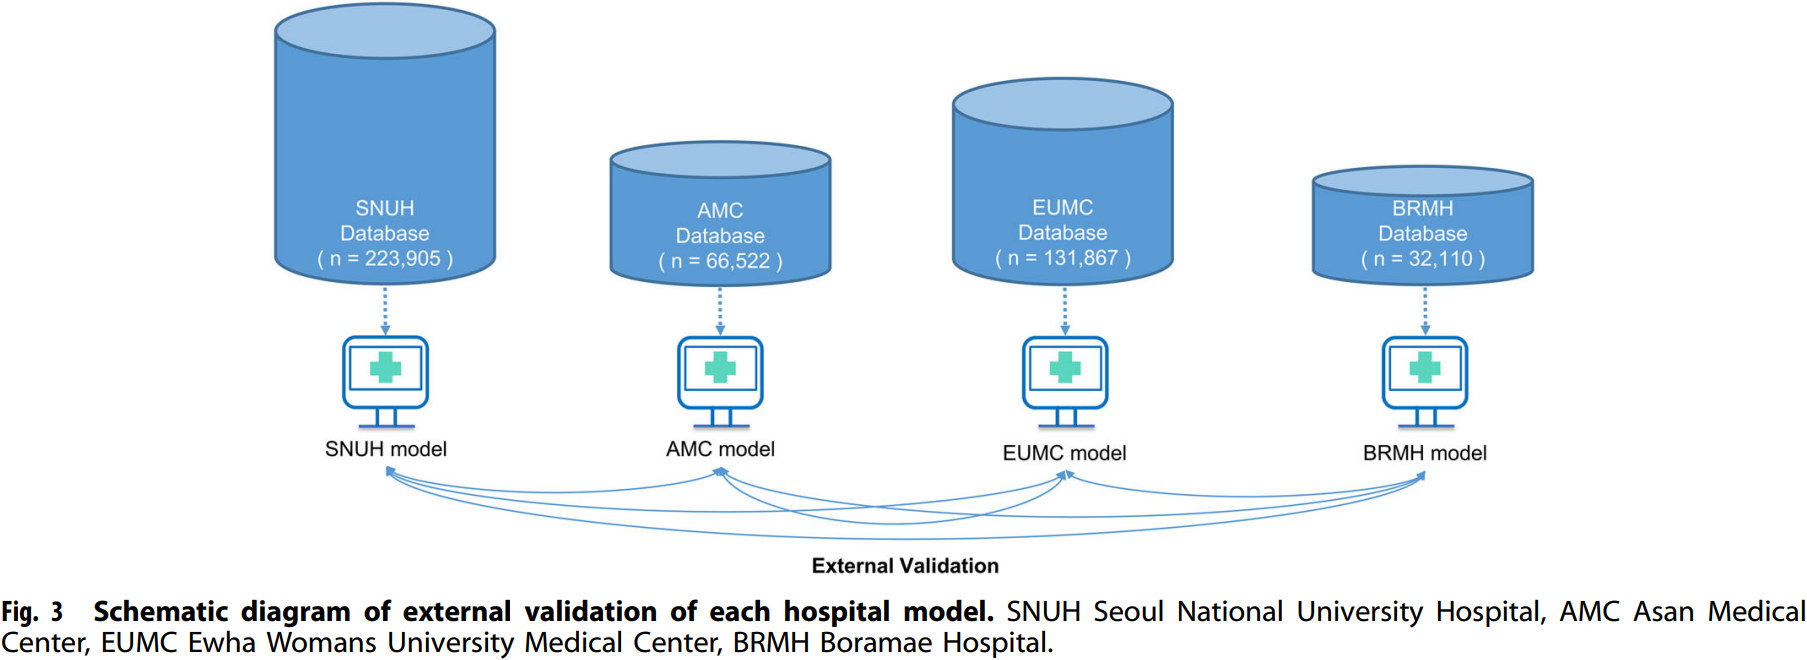 SNUH
Database
( n = 223,905 )
AMC
Database
( n = 66,522 )
EUMC
Database
( n = 131,867 )
BRMH
Database
( n = 32,110 )
SNUH model
AMC model
EUMC model
BRMH model
External Validation
Fig. 3 Schematic diagram of external validation of each hospital model. SNUH Seoul National University Hospital, AMC Asan Medical
Center, EUMC Ewha Womans University Medical Center, BRMH Boramae Hospital.